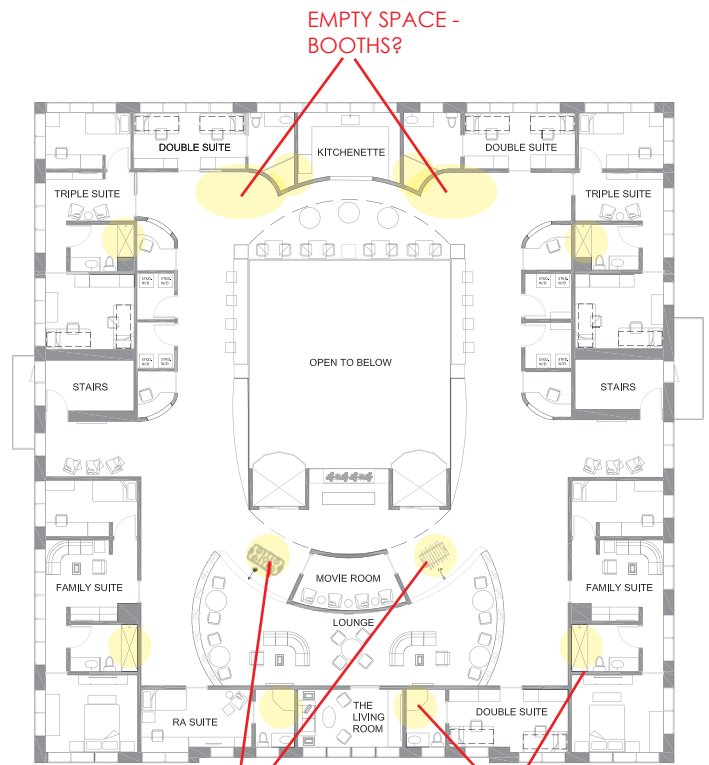 EMPTY SPACE -
BOOTHS?
DOUBLE SUITE
KITCHENETTE
DOUBLE SUITE
TRIPLE SUITE
TRIPLE SUITE
OPEN TO BELOW
STAIRS
STAIRS
MOVIE ROOM
FAMILY SUITE
FAMILY SUITE
LOUNGE
RA SUITE
THE
LIVING
ROOM
DOUBLE SUITE